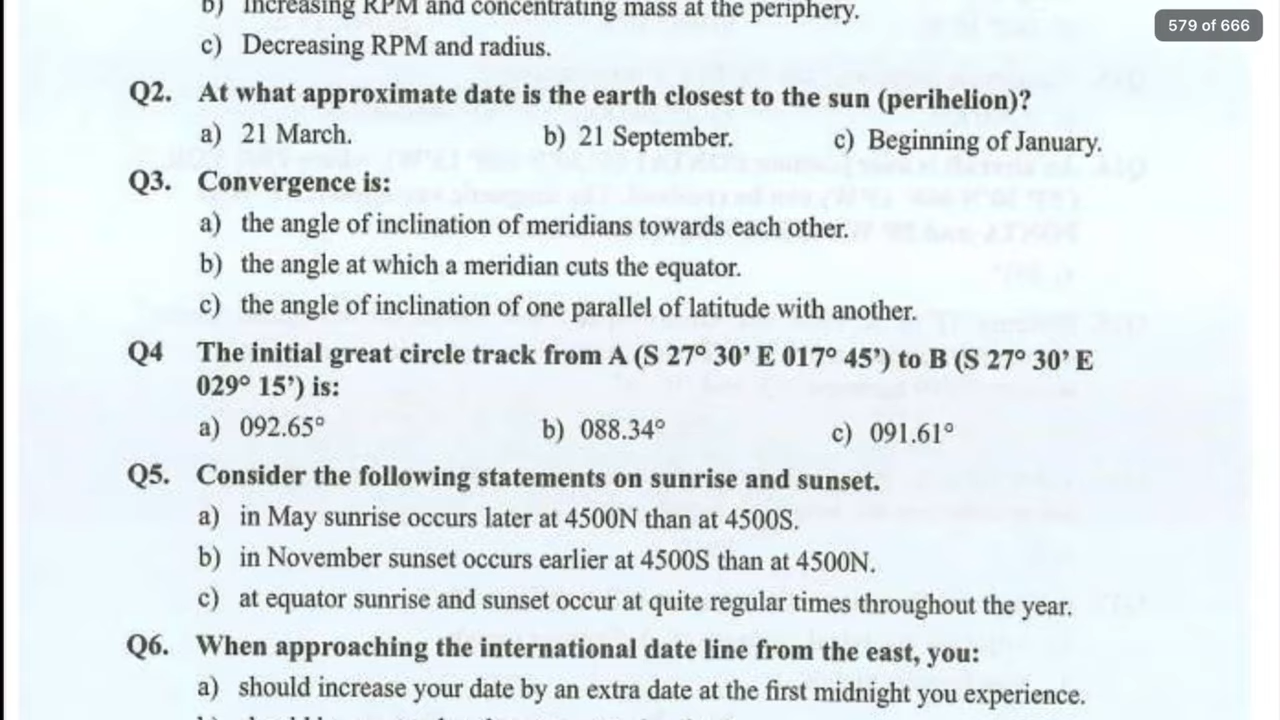 b) Increasing RPM and concentrating mass at the periphery.
579 of 666
c) Decreasing RPM and radius.
Q2. At what approximate date is the earth closest to the sun (perihelion)?
a) 21 March. b) 21 September. c) Beginning of January.
Q3. Convergence is:
a) the angle of inclination of meridians towards each other.
b) the angle at which a meridian cuts the equator.
c) the angle of inclination of one parallel of latitude with another.
Q4 The initial great circle track from A (S 27° 30’ E 017° 45’) to B (S 27° 30’ E
029° 15’) is:
a) 092.65° b) 088.34° c) 091.61°
Q5. Consider the following statements on sunrise and sunset.
a) in May sunrise occurs later at 4500N than at 4500S.
b) in November sunset occurs earlier at 4500S than at 4500N.
c) at equator sunrise and sunset occur at quite regular times throughout the year.
Q6. When approaching the international date line from the east, you:
a) should increase your date by an extra date at the first midnight you experience.